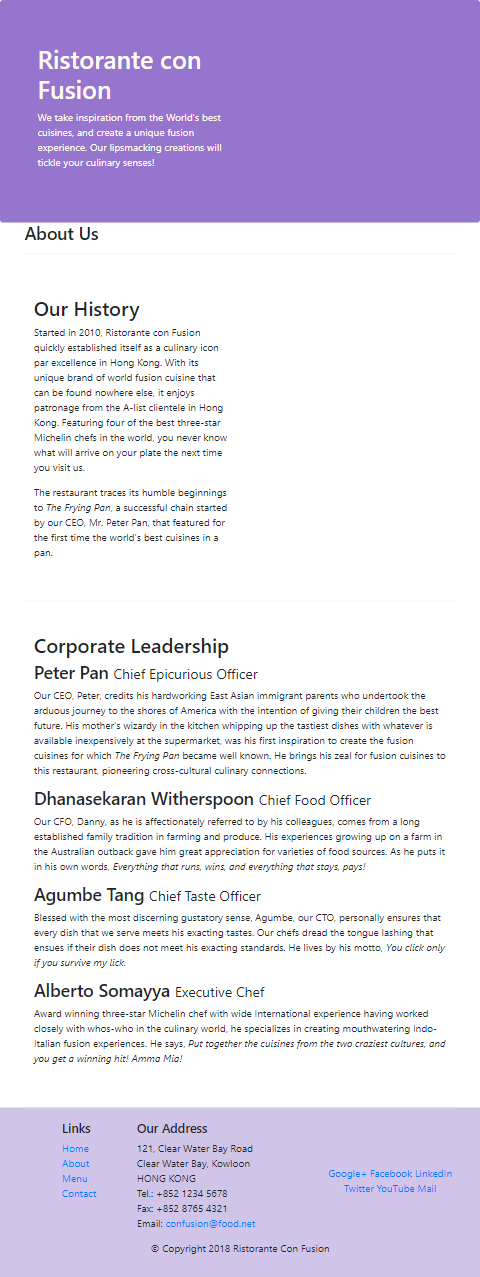 Ristorante con
Fusion
We take inspiration from the World's best
cuisines, and create a unique fusion
experience. Our lipsmacking creations will
tickle your culinary senses!
About Us
Our History
Started in 2010, Ristorante con Fusion
quickly established itself as a culinary icon
par excellence in Hong Kong. With its
unique brand of world fusion cuisine that
can be found nowhere else, it enjoys
patronage from the A-list clientele in Hong
Kong. Featuring four of the best three-star
Michelin chefs in the world, you never know
what will arrive on your plate the next time
you visit us.
The restaurant traces its humble beginnings
to The Frying Pan, a successful chain started
by our CEO, Mr. Peter Pan, that featured for
the first time the world's best cuisines in a
pan.
Corporate Leadership
Peter Pan Chief Epicurious Officer
Our CEO, Peter, credits his hardworking East Asian immigrant parents who undertook the
arduous journey to the shores of America with the intention of giving their children the best
future. His mother's wizardy in the kitchen whipping up the tastiest dishes with whatever is
available inexpensively at the supermarket, was his first inspiration to create the fusion
cuisines for which The Frying Pan became well known. He brings his zeal for fusion cuisines to
this restaurant, pioneering cross-cultural culinary connections.
Dhanasekaran Witherspoon Chief Food Officer
Our CFO, Danny, as he is affectionately referred to by his colleagues, comes from a long
established family tradition in farming and produce. His experiences growing up on a farm in
the Australian outback gave him great appreciation for varieties of food sources. As he puts it
in his own words, Everything that runs, wins, and everything that stays, pays!
Agumbe Tang Chief Taste Officer
Blessed with the most discerning gustatory sense, Agumbe, our CTO, personally ensures that
every dish that we serve meets his exacting tastes. Our chefs dread the tongue lashing that
ensues if their dish does not meet his exacting standards. He lives by his motto, You click only
if you survive my lick.
Alberto Somayya Executive Chef
Award winning three-star Michelin chef with wide International experience having worked
closely with whos-who in the culinary world, he specializes in creating mouthwatering Indo-
Italian fusion experiences. He says, Put together the cuisines from the two craziest cultures, and
you get a winning hit! Amma Mia!
Links
Home
About
Menu
Contact
Our Address
121, Clear Water Bay Road
Clear Water Bay, Kowloon
HONG KONG
Tel.: +852 1234 5678
Fax: +852 8765 4321
Email: confusion@food.net
Google+ Facebook LinkedIn
Twitter YouTube Mail
© Copyright 2018 Ristorante Con Fusion